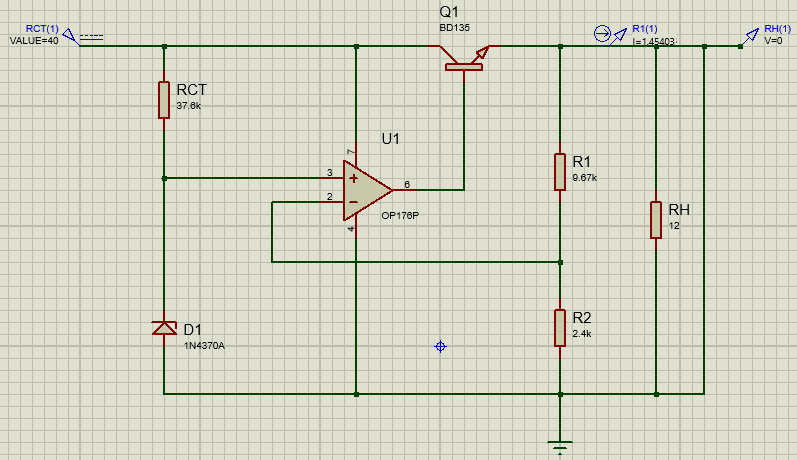 Q1
BD135
RCT(1)
VALUE=40
R1(1)
I=1.45403
RH(1)
V=0
RCT
37.6k
U1
7
3
2
6
4
OP176P
R1
9.67k
RH
12
D1
1N4370A
R2
2.4k